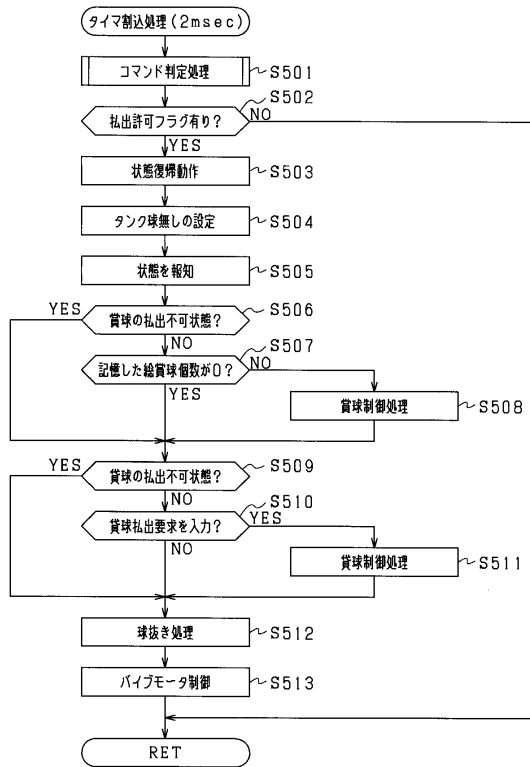 タイマ割込処理(2msec)
コマンド判定処理
S501
払出許可フラグ有り?
S502
NO
YES
状態復帰動作
S503
タンク球無しの設定
S504
状態を報知
S505
賞球の払出不可状態?
S506
YES
NO
記憶した総賞球個数が0?
S507
NO
YES
賞球制御処理
S508
貸球の払出不可状態?
S509
YES
NO
貸球払出要求を入力?
S510
YES
NO
貸球制御処理
S511
球抜き処理
S512
バイブモータ制御
S513
RET